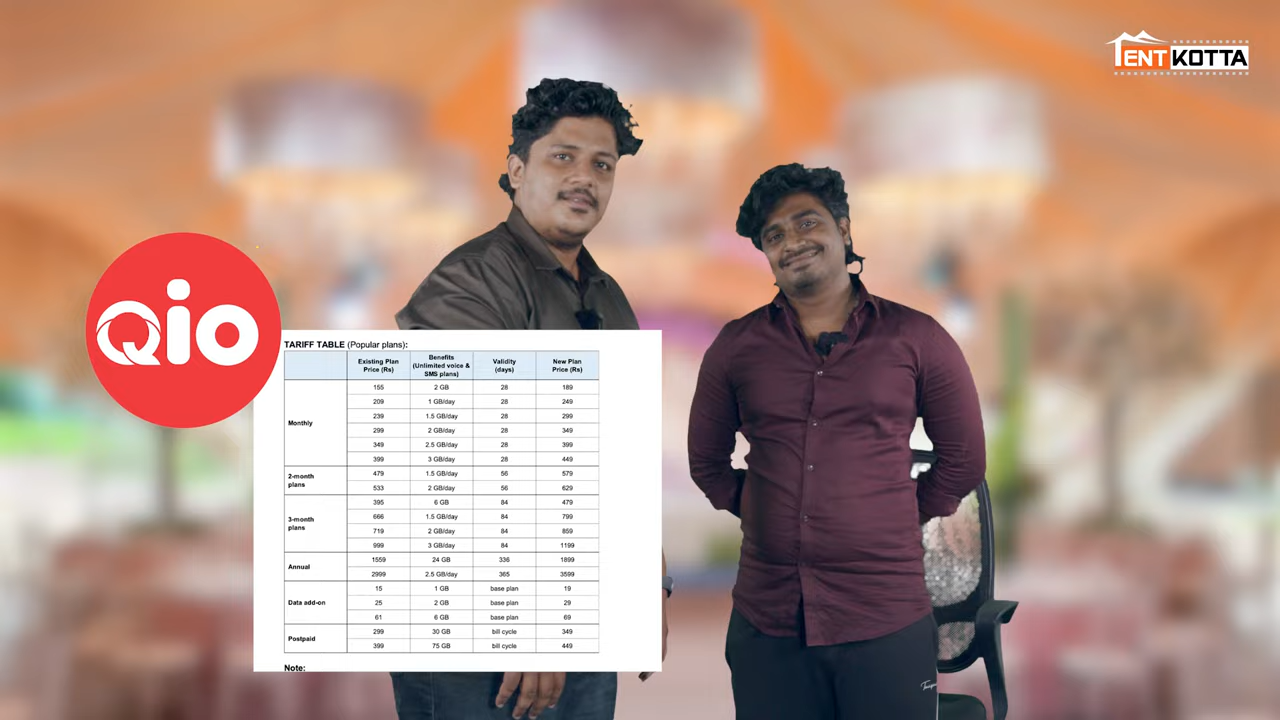 TENT KOTTA
Qio
TARIFF TABLE (Popular plans):
Existing Plan Price (Rs) Benefits (Unlimited voice & SMS plans) Validity (days) New Plan Price (Rs)
Monthly
155 2 GB 28 189
209 1 GB/day 28 249
239 1.5 GB/day 28 299
299 2 GB/day 28 349
349 2.5 GB/day 28 399
399 3 GB/day 28 449
2-month plans
479 1.5 GB/day 56 579
533 2 GB/day 56 629
3-month plans
395 6 GB 84 479
666 1.5 GB/day 84 799
719 2 GB/day 84 859
999 3 GB/day 84 1199
Annual
1559 24 GB 336 1899
2999 2.5 GB/day 365 3599
Data add-on
15 1 GB base plan 19
25 2 GB base plan 29
61 6 GB base plan 69
Postpaid
299 30 GB bill cycle 349
399 75 GB bill cycle 449
Note: